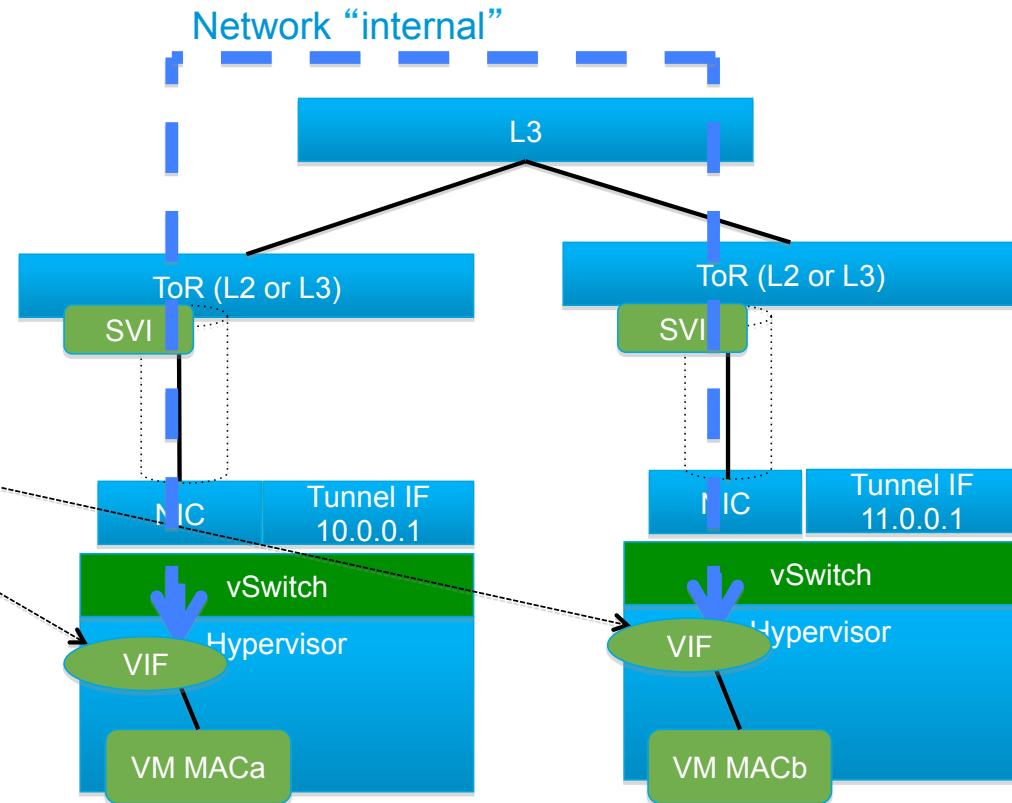 Network “internal”
L3
ToR (L2 or L3)
ToR (L2 or L3)
SVI
SVI
NIC
Tunnel IF
10.0.0.1
NIC
Tunnel IF
11.0.0.1
vSwitch
vSwitch
Hypervisor
Hypervisor
VIF
VIF
VM MACa
VM MACb